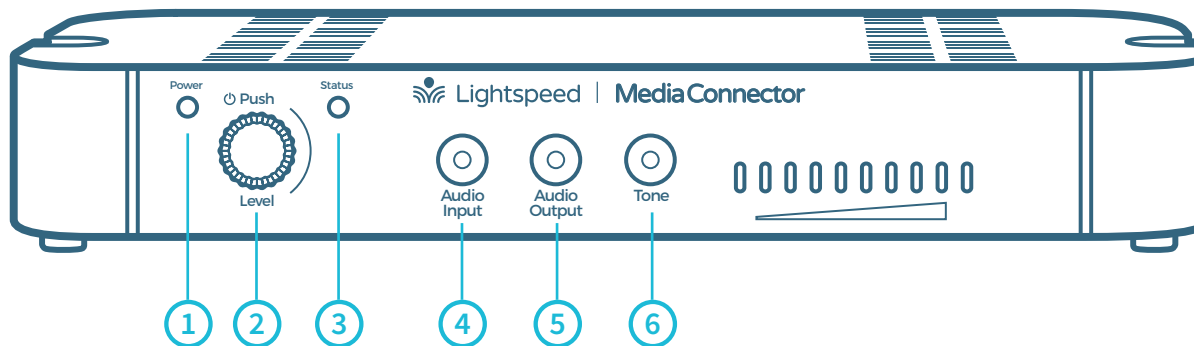 Power
Push
Status
Lightspeed | MediaConnector
Level
Audio
Input
Audio
Output
Tone
1
2
3
4
5
6